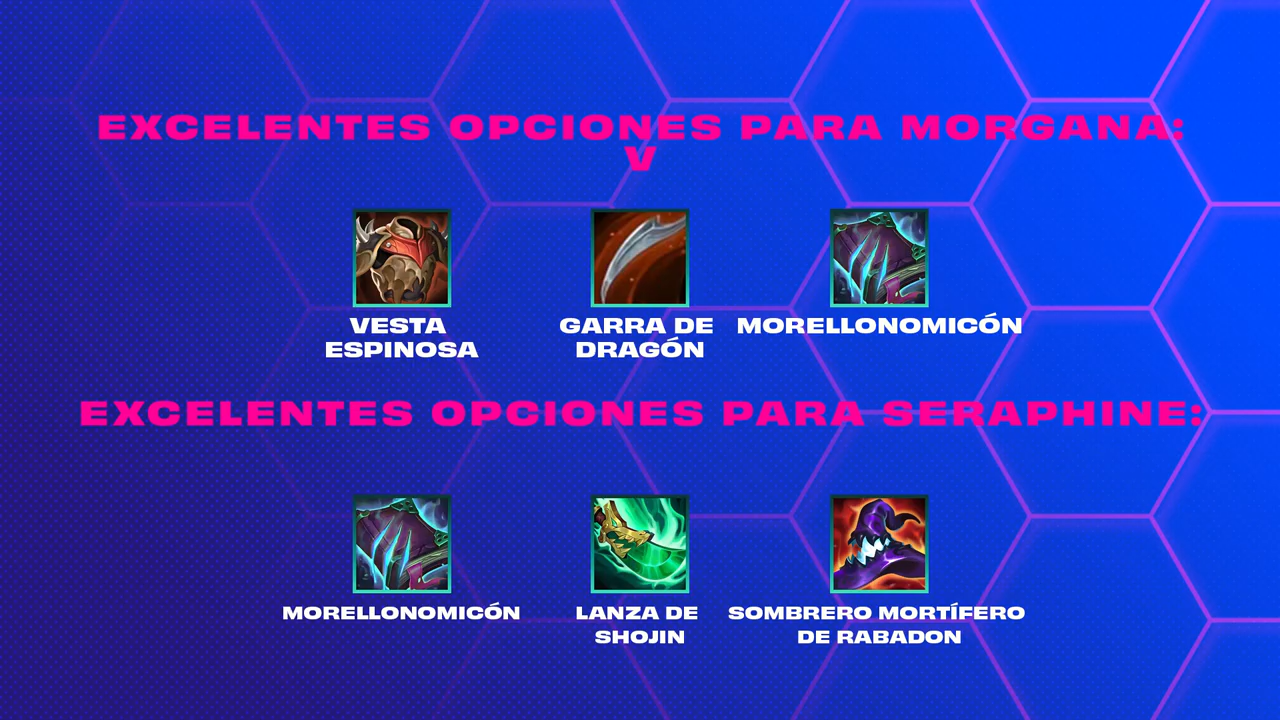 EXCELENTES OPCIONES PARA MORGANA:
V
VESTA
ESPINOSA
GARRA DE
DRAGÓN
MORELLONOMICÓN
EXCELENTES OPCIONES PARA SERAPHINE:
MORELLONOMICÓN
LANZA DE
SHOJIN
SOMBRERO MORTÍFERO
DE RABADON